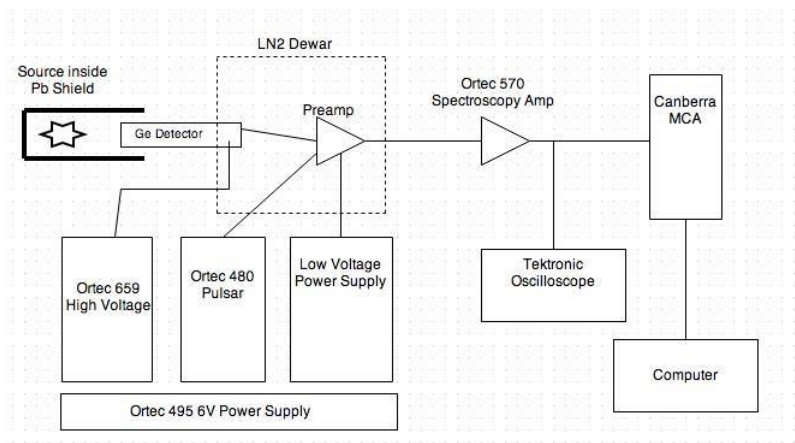 LN2 Dewar
Source inside
Pb Shield
Ge Detector
Preamp
Ortec 570
Spectroscopy Amp
Canberra
MCA
Ortec 659
High Voltage
Ortec 480
Pulsar
Low Voltage
Power Supply
Tektronic
Oscilloscope
Computer
Ortec 495 6V Power Supply